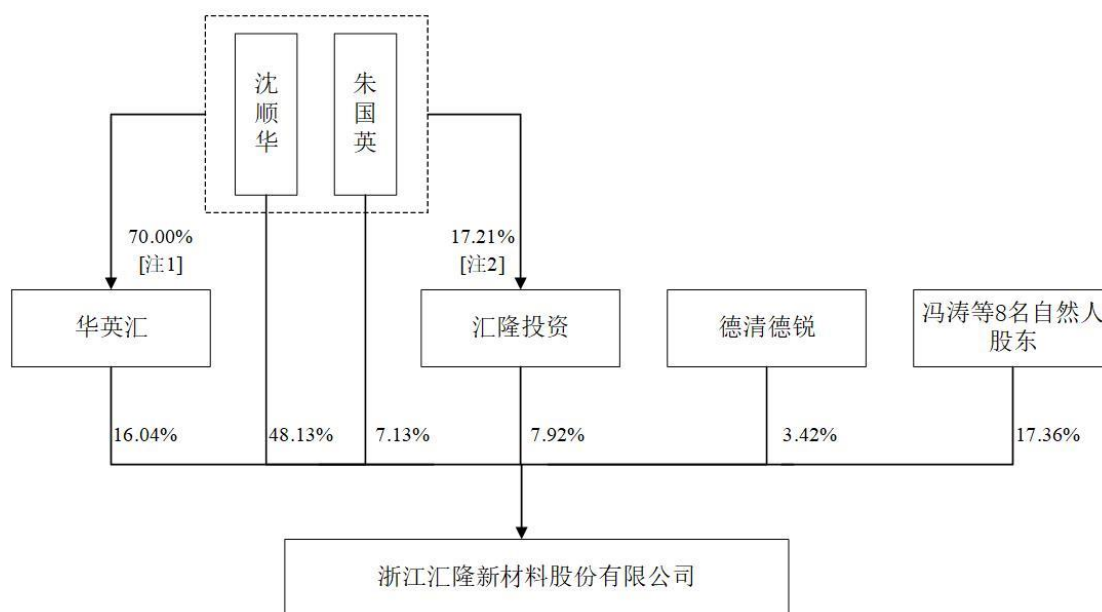 沈顺华
朱国英
70.00%
[注1]
17.21%
[注2]
华英汇
汇隆投资
德清德锐
冯涛等8名自然人
股东
16.04%
48.13%
7.13%
7.92%
3.42%
17.36%
浙江汇隆新材料股份有限公司